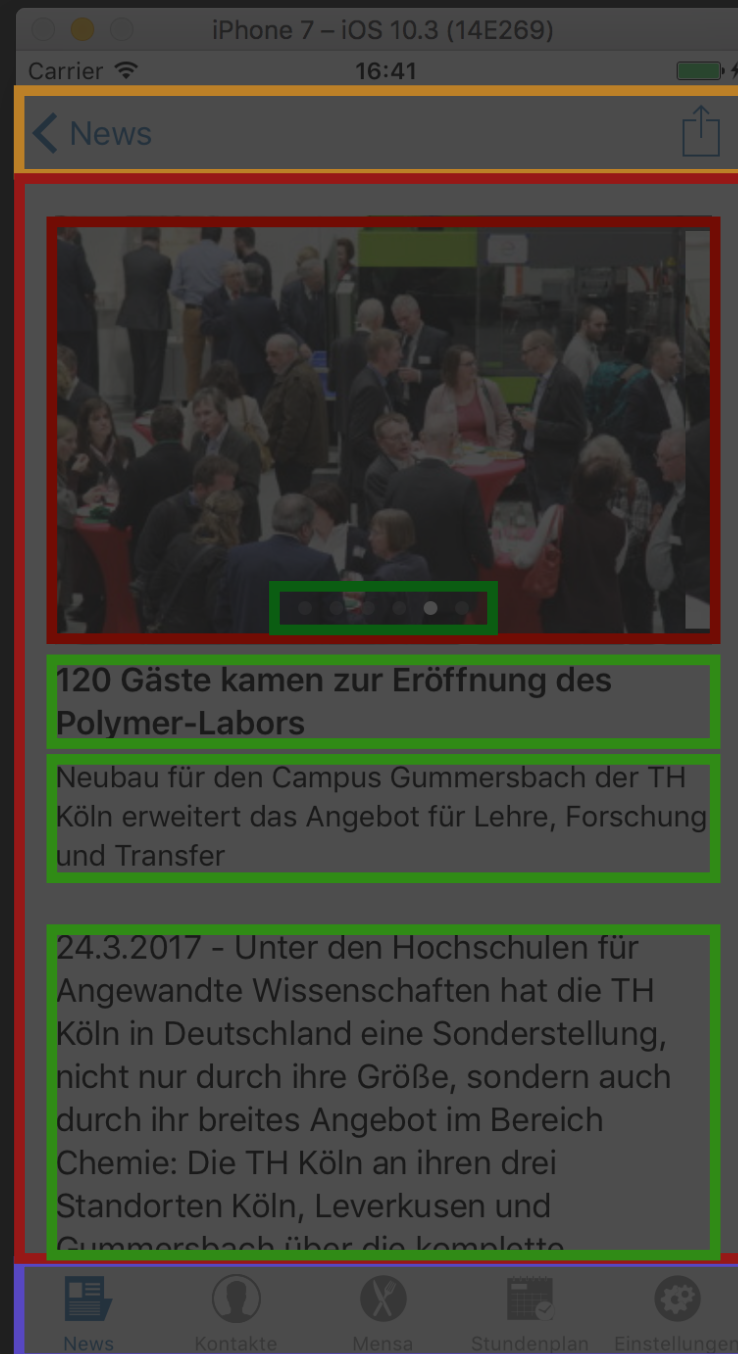 iPhone 7 – iOS 10.3 (14E269)
Carrier 16:41
News
120 Gäste kamen zur Eröffnung des
Polymer-Labors
Neubau für den Campus Gummersbach der TH
Köln erweitert das Angebot für Lehre, Forschung
und Transfer
24.3.2017 - Unter den Hochschulen für
Angewandte Wissenschaften hat die TH
Köln in Deutschland eine Sonderstellung,
nicht nur durch ihre Größe, sondern auch
durch ihr breites Angebot im Bereich
Chemie: Die TH Köln an ihren drei
Standorten Köln, Leverkusen und
Gummersbach über die komplette
News Kontakte Mensa Stundenplan Einstellungen